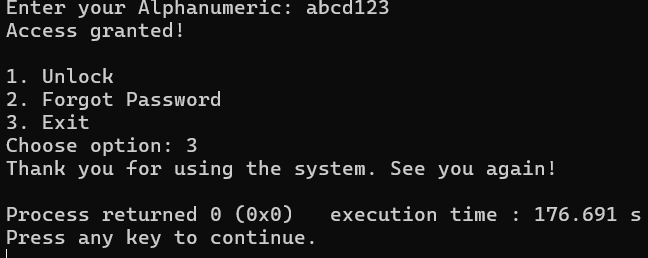 Enter your Alphanumeric: abcd123
Access granted!
1. Unlock
2. Forgot Password
3. Exit
Choose option: 3
Thank you for using the system. See you again!
Process returned 0 (0x0)   execution time : 176.691 s
Press any key to continue.